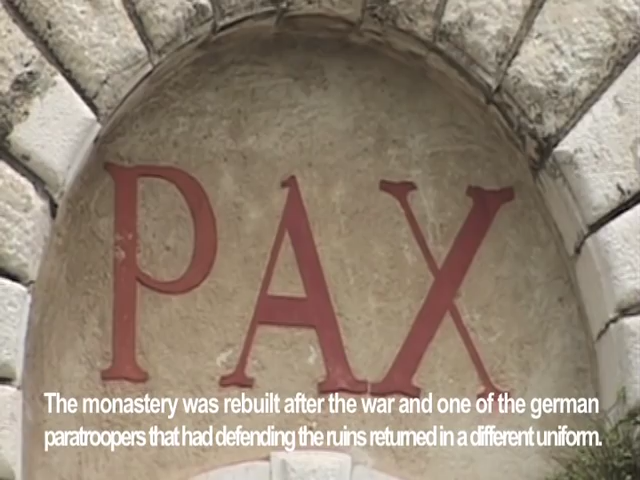 PAX
The monastery was rebuilt after the war and one of the german
paratroopers that had defending the ruins returned in a different uniform.